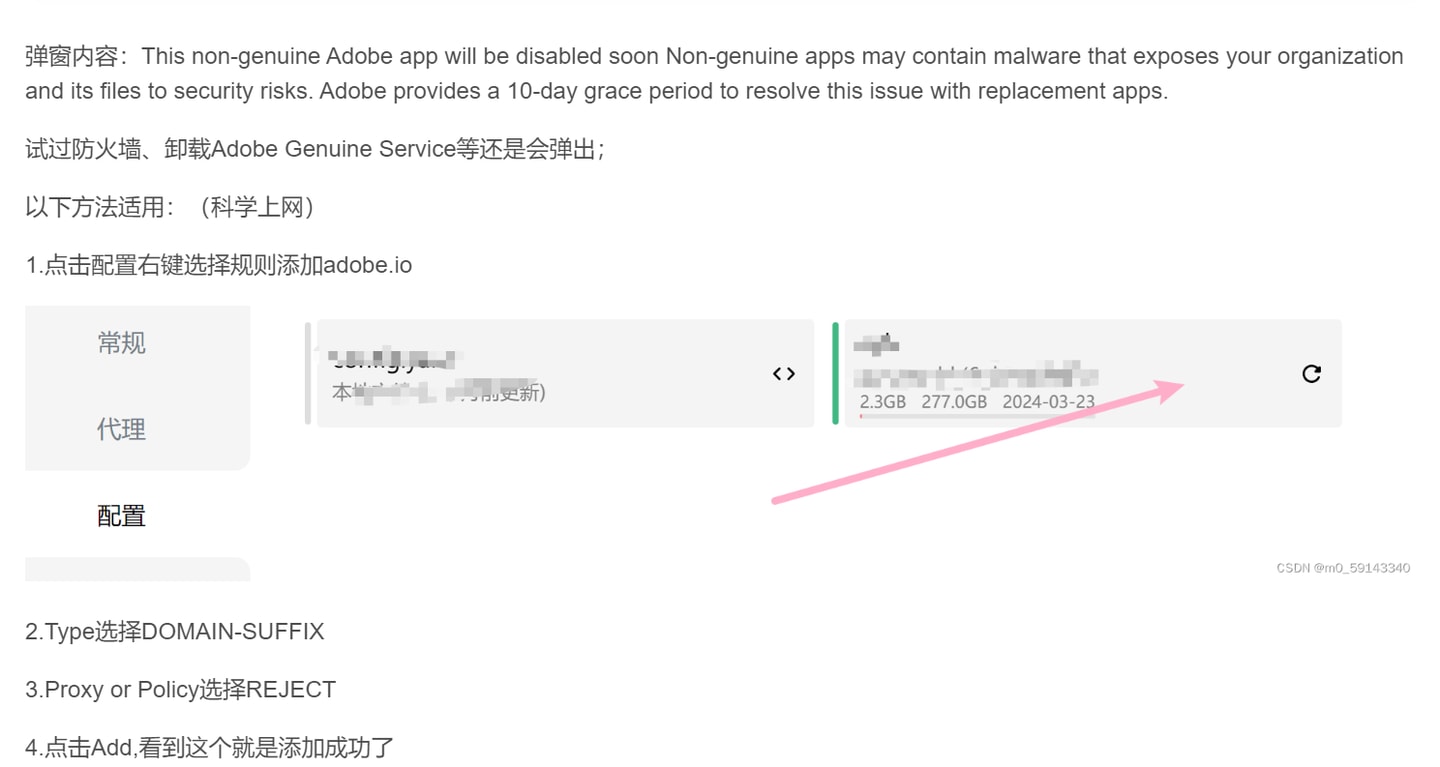 弹窗内容：This non-genuine Adobe app will be disabled soon Non-genuine apps may contain malware that exposes your organization
and its files to security risks. Adobe provides a 10-day grace period to resolve this issue with replacement apps.
试过防火墙、卸载Adobe Genuine Service等还是会弹出；
以下方法适用：（科学上网）
1.点击配置右键选择规则添加adobe.io
常规
代理
配置
本 更新)
<>
2.3GB 277.0GB 2024-03-23
CSDN @m0_59143340
2.Type选择DOMAIN-SUFFIX
3.Proxy or Policy选择REJECT
4.点击Add,看到这个就是添加成功了